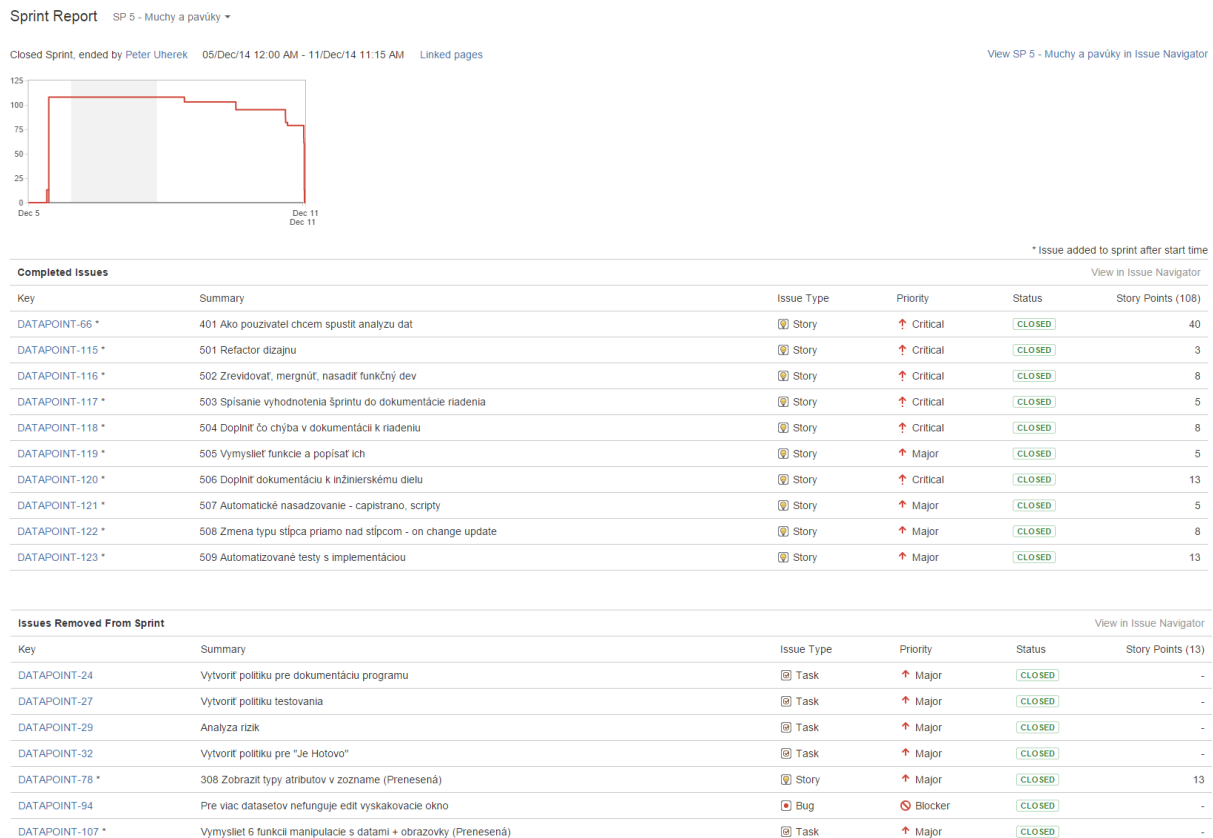 Sprint Report SP 5 - Muchy a pavúky
Closed Sprint, ended by Peter Uherek 05/Dec/14 12:00 AM - 11/Dec/14 11:15 AM Linked pages View SP 5 - Muchy a pavúky in Issue Navigator
125
100
75
50
25
0
Dec 5 Dec 11
Dec 11
* Issue added to sprint after start time
Completed Issues View in Issue Navigator
Key Summary Issue Type Priority Status Story Points (108)
DATAPOINT-66 * 401 Ako pouzivatel chcem spustit analyzu dat Story Critical CLOSED 40
DATAPOINT-115 * 501 Refactor dizajnu Story Critical CLOSED 3
DATAPOINT-116 * 502 Zrevidovať, mergnúť, nasadiť funkčný dev Story Critical CLOSED 8
DATAPOINT-117 * 503 Spísanie vyhodnotenia šprintu do dokumentácie riadenia Story Critical CLOSED 5
DATAPOINT-118 * 504 Doplniť čo chýba v dokumentácii k riadeniu Story Critical CLOSED 8
DATAPOINT-119 * 505 Vymyslieť funkcie a popísať ich Story Major CLOSED 5
DATAPOINT-120 * 506 Doplniť dokumentáciu k inžinierskému dielu Story Critical CLOSED 13
DATAPOINT-121 * 507 Automatické nasadzovanie - capistrano, scripty Story Major CLOSED 5
DATAPOINT-122 * 508 Zmena typu stĺpca priamo nad stĺpcom - on change update Story Major CLOSED 8
DATAPOINT-123 * 509 Automatizované testy s implementáciou Story Major CLOSED 13
Issues Removed From Sprint View in Issue Navigator
Key Summary Issue Type Priority Status Story Points (13)
DATAPOINT-24 Vytvoriť politiku pre dokumentáciu programu Task Major CLOSED -
DATAPOINT-27 Vytvoriť politiku testovania Task Major CLOSED -
DATAPOINT-29 Analyza rizik Task Major CLOSED -
DATAPOINT-32 Vytvoriť politiku pre "Je Hotovo" Task Major CLOSED -
DATAPOINT-78 * 308 Zobrazit typy atributov v zozname (Prenesená) Story Major CLOSED 13
DATAPOINT-94 Pre viac datasetov nefunguje edit vyskakovacie okno Bug Blocker CLOSED -
DATAPOINT-107 * Vymysliet 6 funkcii manipulacie s datami + obrazovky (Prenesená) Task Major CLOSED -